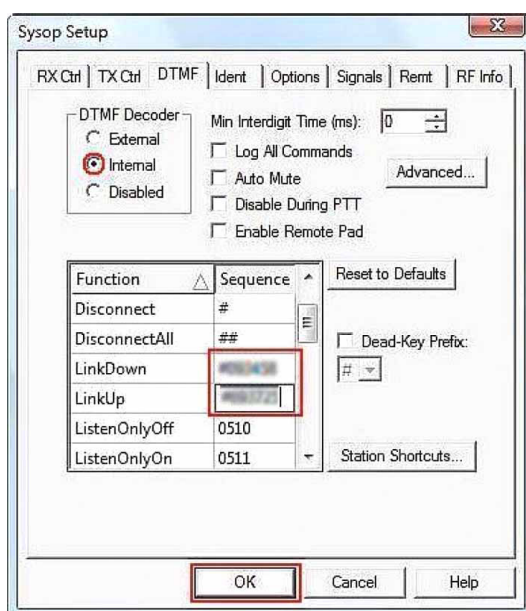 Sysop Setup
RX Ctrl TX Ctrl DTMF Ident Options Signals Remt RF Info
DTMF Decoder
External
Internal
Disabled
Min Interdigit Time (ms): 0
Log All Commands
Auto Mute
Disable During PTT
Enable Remote Pad
Advanced...
Function Sequence
Disconnect #
DisconnectAll ##
LinkDown
LinkUp
ListenOnlyOff 0510
ListenOnlyOn 0511
Reset to Defaults
Dead-Key Prefix:
#
Station Shortcuts...
OK Cancel Help